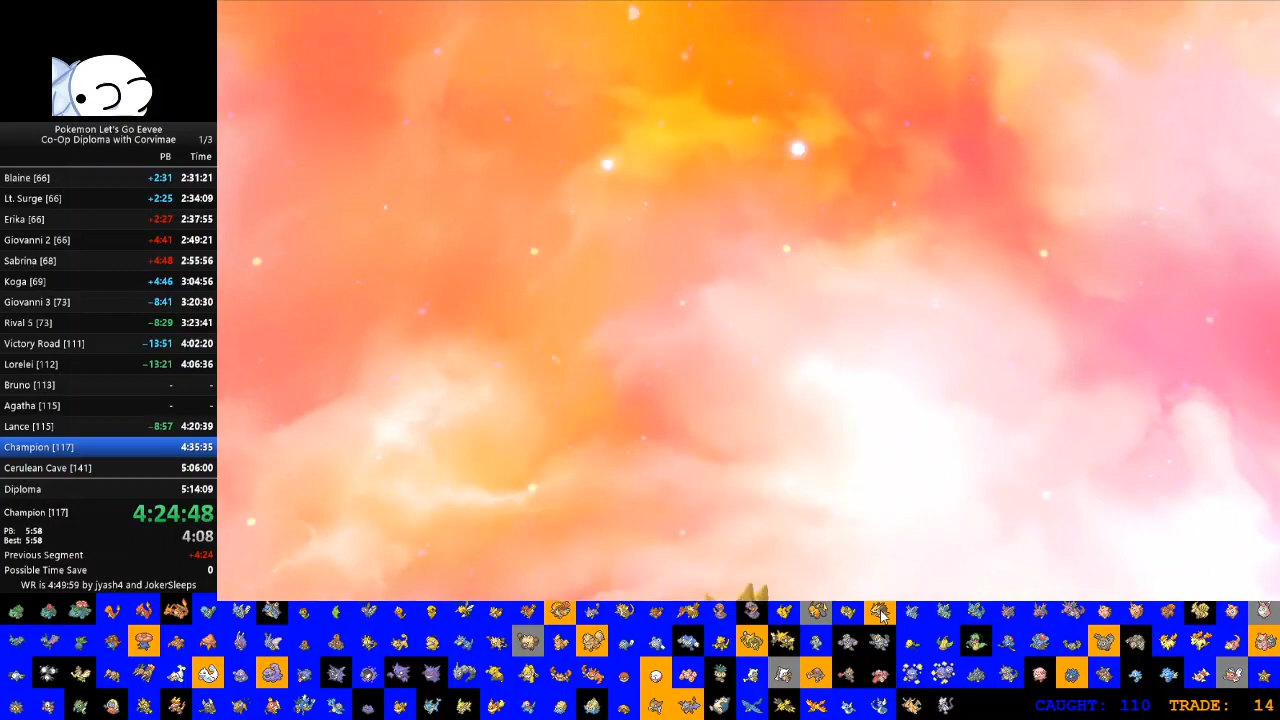 Pokemon Let's Go Eevee
Co-Op Diploma with Corvimae 1/3
PB Time
Blaine [66] +2:31 2:31:21
Lt. Surge [66] +2:25 2:34:09
Erika [66] +2:27 2:37:55
Giovanni 2 [66] +4:41 2:49:21
Sabrina [68] +4:48 2:55:56
Koga [69] +4:46 3:04:56
Giovanni 3 [73] −8:41 3:20:30
Rival 5 [73] −8:29 3:23:41
Victory Road [111] −13:51 4:02:20
Lorelei [112] −13:21 4:06:36
Bruno [113] - -
Agatha [115] - -
Lance [115] −8:57 4:20:39
Champion [117] 4:35:35
Cerulean Cave [141] 5:06:00
Diploma 5:14:09
Champion [117] 4:24:48
PB: 5:58
Best: 5:58 4:08
Previous Segment +4:24
Possible Time Save 0
WR is 4:49:59 by jyash4 and JokerSleeps
CAUGHT: 110 TRADE: 14